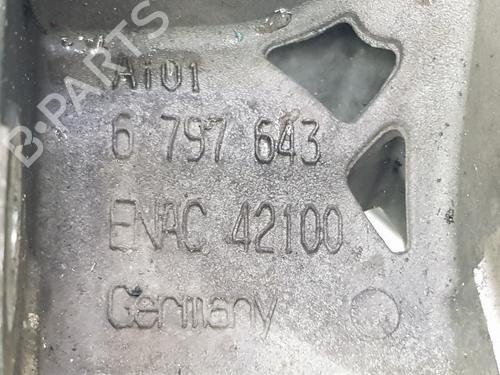 B-PARTS
Ai01
6 797 643
ENAC 42100
Germany